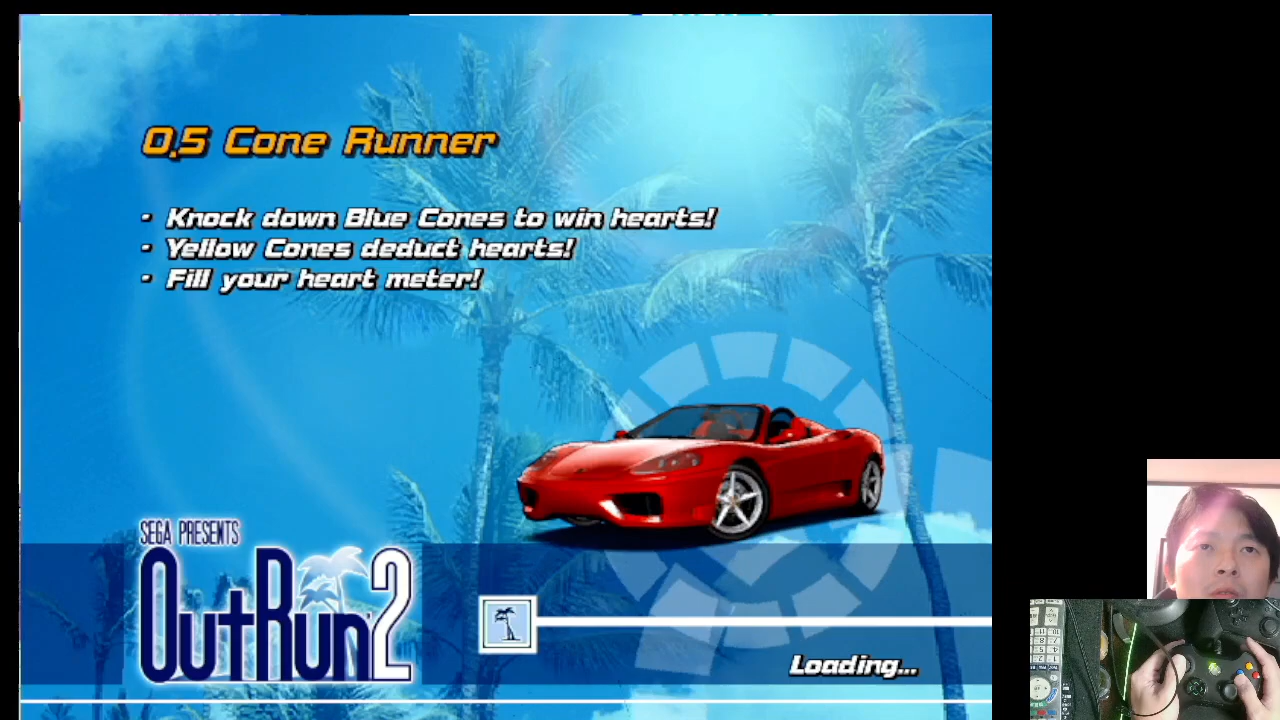 0.5 Cone Runner
- Knock down Blue Cones to win hearts!
- Yellow Cones deduct hearts!
- Fill your heart meter!
SEGA PRESENTS
OutRun2
Loading...